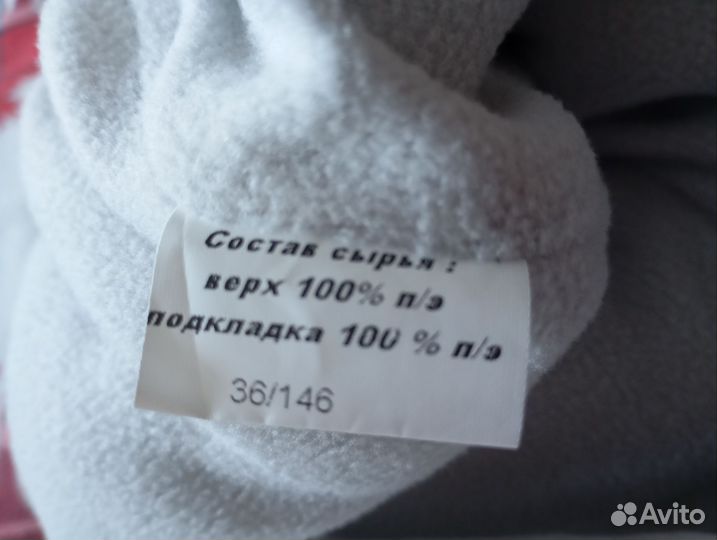 Состав сырья :
верх 100% п/э
подкладка 100 % п/э
36/146
Avito